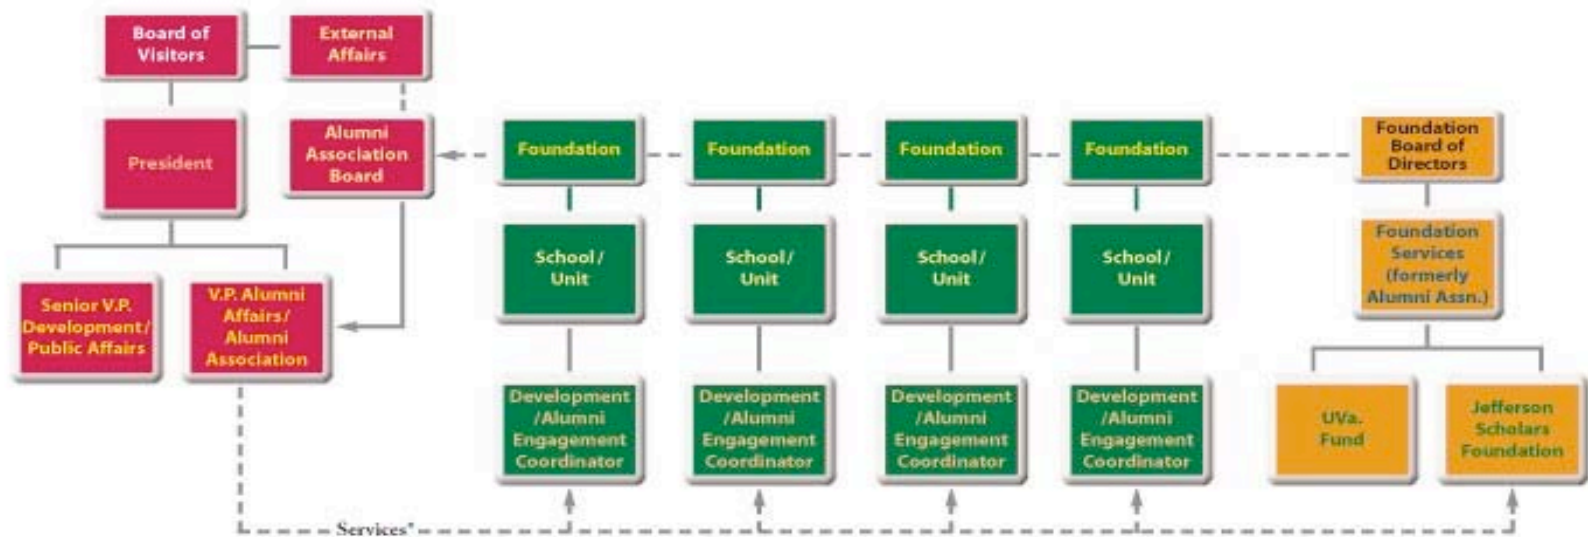 Board of
Visitors
External
Affairs
President
Alumni
Association
Board
Foundation
Foundation
Foundation
Foundation
Foundation
Board of
Directors
School/
Unit
School/
Unit
School/
Unit
School/
Unit
Foundation
Services
(formerly
Alumni Assn.)
Senior V.P.
Development/
Public Affairs
V.P. Alumni
Affairs/
Alumni
Association
Development
/Alumni
Engagement
Coordinator
Development
/Alumni
Engagement
Coordinator
Development
/Alumni
Engagement
Coordinator
Development
/Alumni
Engagement
Coordinator
UVa.
Fund
Jefferson
Scholars
Foundation
Services*